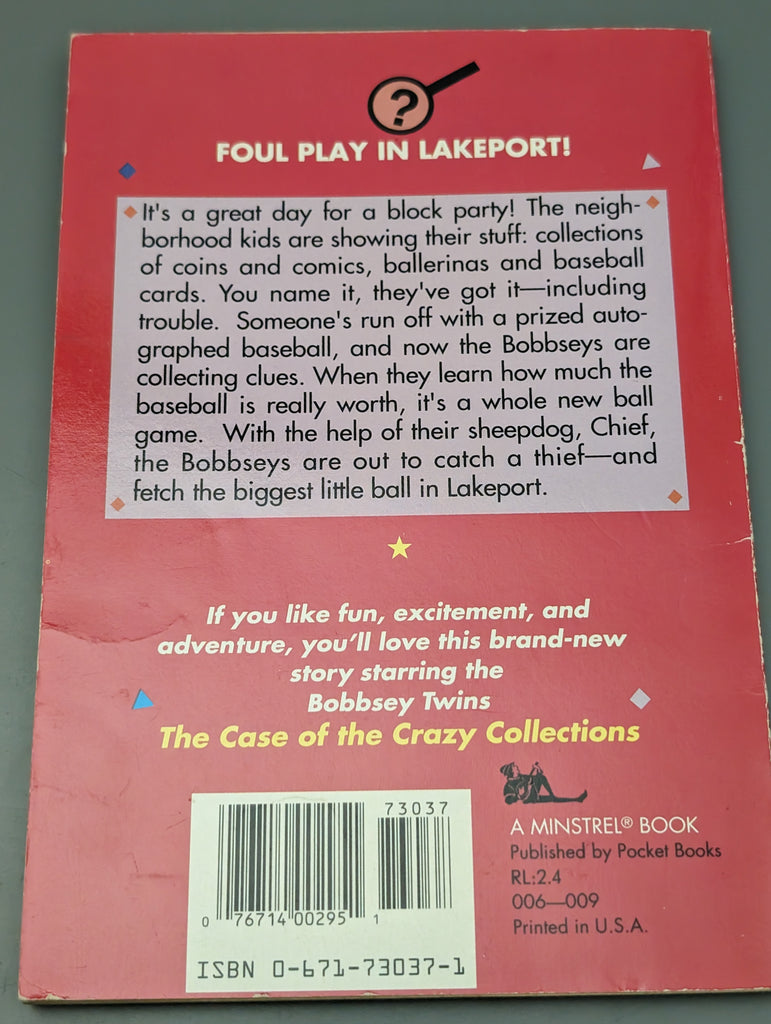 ?
FOUL PLAY IN LAKEPORT!
It's a great day for a block party! The neigh-
borhood kids are showing their stuff: collections
of coins and comics, ballerinas and baseball
cards. You name it, they've got it—including
trouble. Someone's run off with a prized auto-
graphed baseball, and now the Bobbseys are
collecting clues. When they learn how much the
baseball is really worth, it's a whole new ball
game. With the help of their sheepdog, Chief,
the Bobbseys are out to catch a thief—and
fetch the biggest little ball in Lakeport.
If you like fun, excitement, and
adventure, you'll love this brand-new
story starring the
Bobbsey Twins
The Case of the Crazy Collections
73037
0 76714 00295 1
ISBN 0-671-73037-1
A MINSTREL® BOOK
Published by Pocket Books
RL:2.4
006—009
Printed in U.S.A.